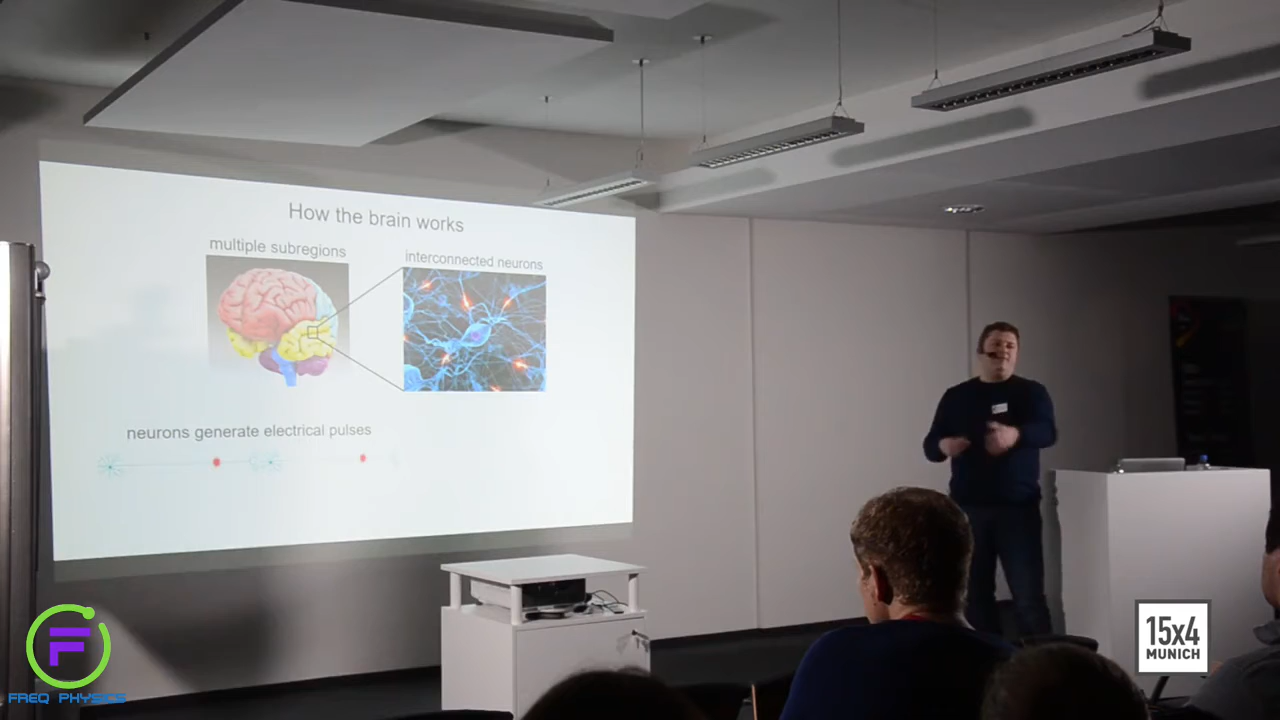 How the brain works
multiple subregions
interconnected neurons
neurons generate electrical pulses
FREQ PHYSICS
15x4
MUNICH